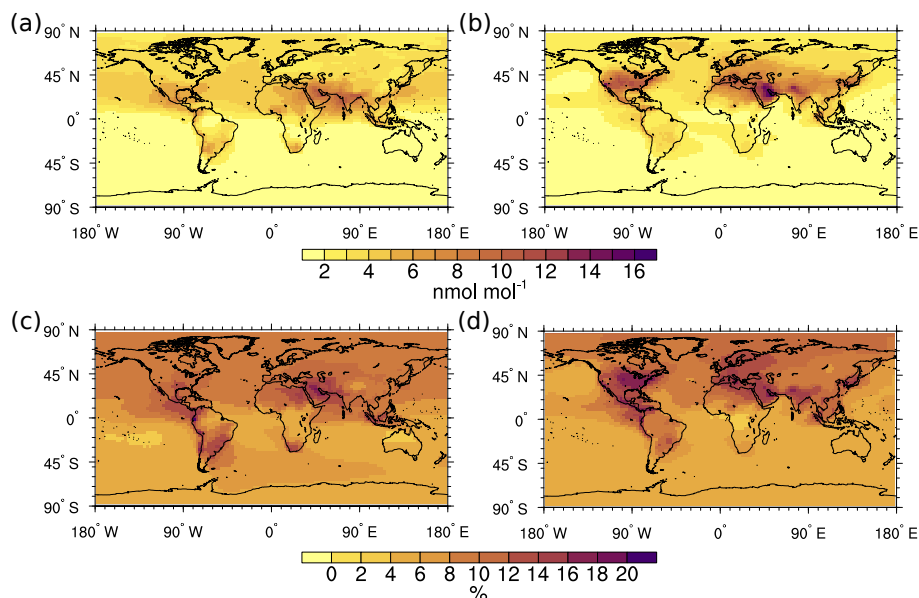 (a) (b)
90° N 90° N
45° N 45° N
0° 0°
45° S 45° S
90° S 90° S
180° W 90° W 0° 90° E 180° E 180° W 90° W 0° 90° E 180° E
2 4 6 8 10 12 14 16
nmol mol⁻¹
(c) (d)
90° N 90° N
45° N 45° N
0° 0°
45° S 45° S
90° S 90° S
180° W 90° W 0° 90° E 180° E 180° W 90° W 0° 90° E 180° E
0 2 4 6 8 10 12 14 16 18 20
%